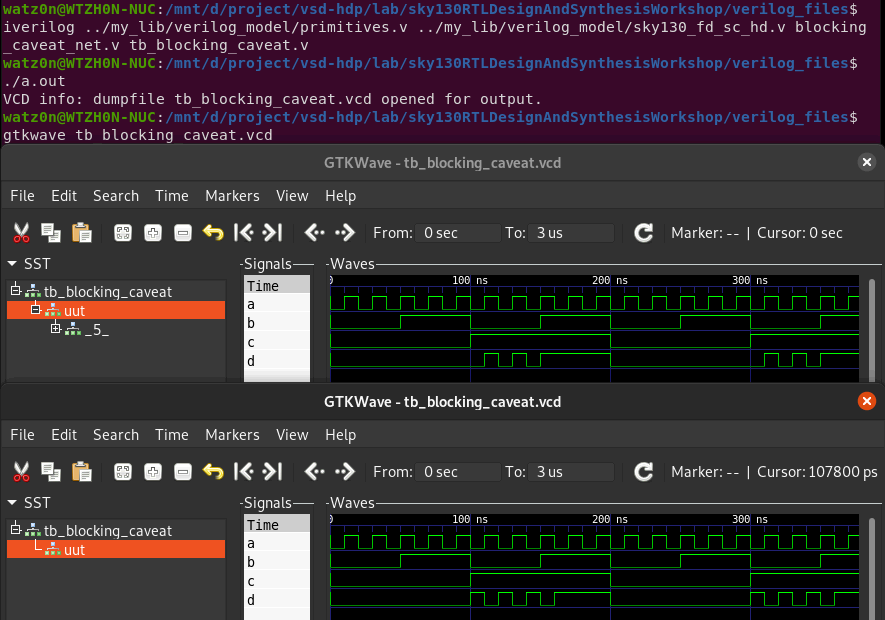 watz0n@WTZH0N-NUC:/mnt/d/project/vsd-hdp/lab/sky130RTLDesignAndSynthesisWorkshop/verilog_files$
iverilog ../my_lib/verilog_model/primitives.v ../my_lib/verilog_model/sky130_fd_sc_hd.v blocking
_caveat_net.v tb_blocking_caveat.v
watz0n@WTZH0N-NUC:/mnt/d/project/vsd-hdp/lab/sky130RTLDesignAndSynthesisWorkshop/verilog_files$
./a.out
VCD info: dumpfile tb_blocking_caveat.vcd opened for output.
watz0n@WTZH0N-NUC:/mnt/d/project/vsd-hdp/lab/sky130RTLDesignAndSynthesisWorkshop/verilog_files$
gtkwave tb_blocking_caveat.vcd
GTKWave - tb_blocking_caveat.vcd
File Edit Search Time Markers View Help
From: 0 sec To: 3 us Marker: -- | Cursor: 0 sec
SST
tb_blocking_caveat
uut
_5_
Signals
Time
a
b
c
d
Waves
0 100 ns 200 ns 300 ns
GTKWave - tb_blocking_caveat.vcd
File Edit Search Time Markers View Help
From: 0 sec To: 3 us Marker: -- | Cursor: 107800 ps
SST
tb_blocking_caveat
uut
Signals
Time
a
b
c
d
Waves
0 100 ns 200 ns 300 ns